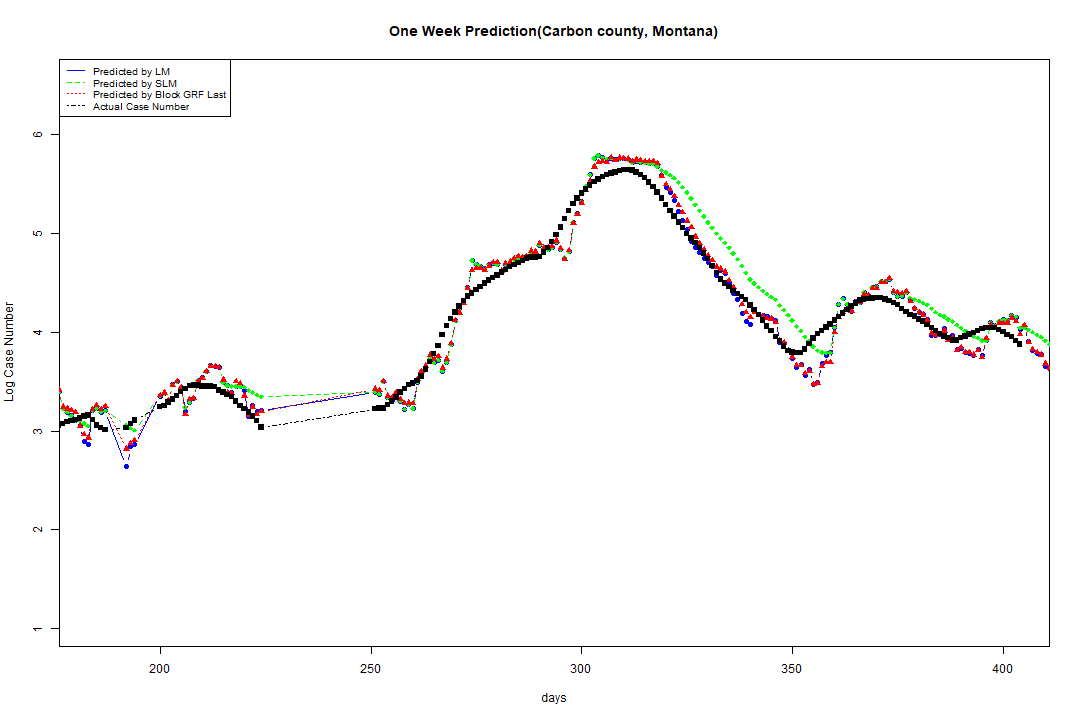 One Week Prediction(Carbon county, Montana)
Predicted by LM
Predicted by SLM
Predicted by Block GRF Last
Actual Case Number
6
5
4
3
2
1
Log Case Number
200 250 300 350 400
days